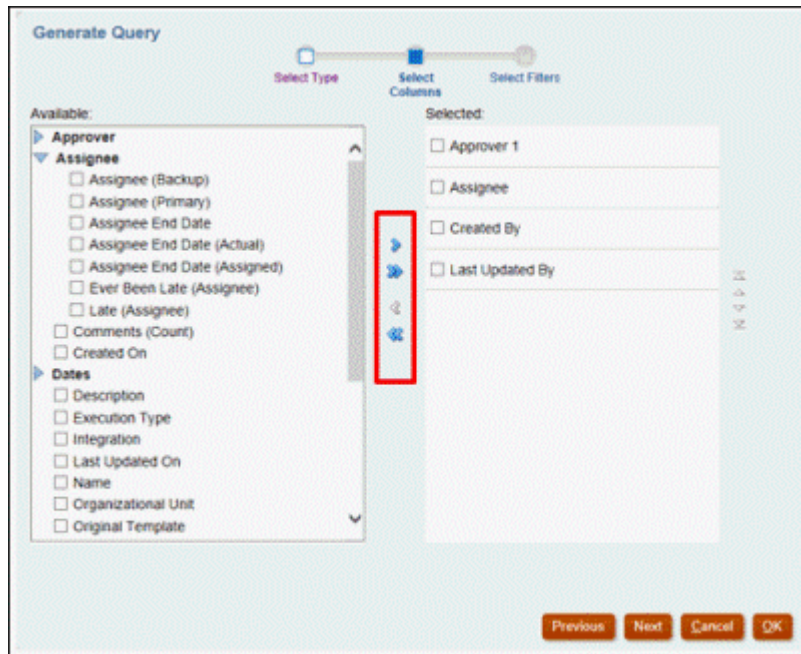 Generate Query
Select Type
Select
Columns
Select Filters
Available:
Selected:
Approver
Assignee
Assignee (Backup)
Assignee (Primary)
Assignee End Date
Assignee End Date (Actual)
Assignee End Date (Assigned)
Ever Been Late (Assignee)
Late (Assignee)
Comments (Count)
Created On
Dates
Description
Execution Type
Integration
Last Updated On
Name
Organizational Unit
Original Template
Approver 1
Assignee
Created By
Last Updated By
Previous
Next
Cancel
OK